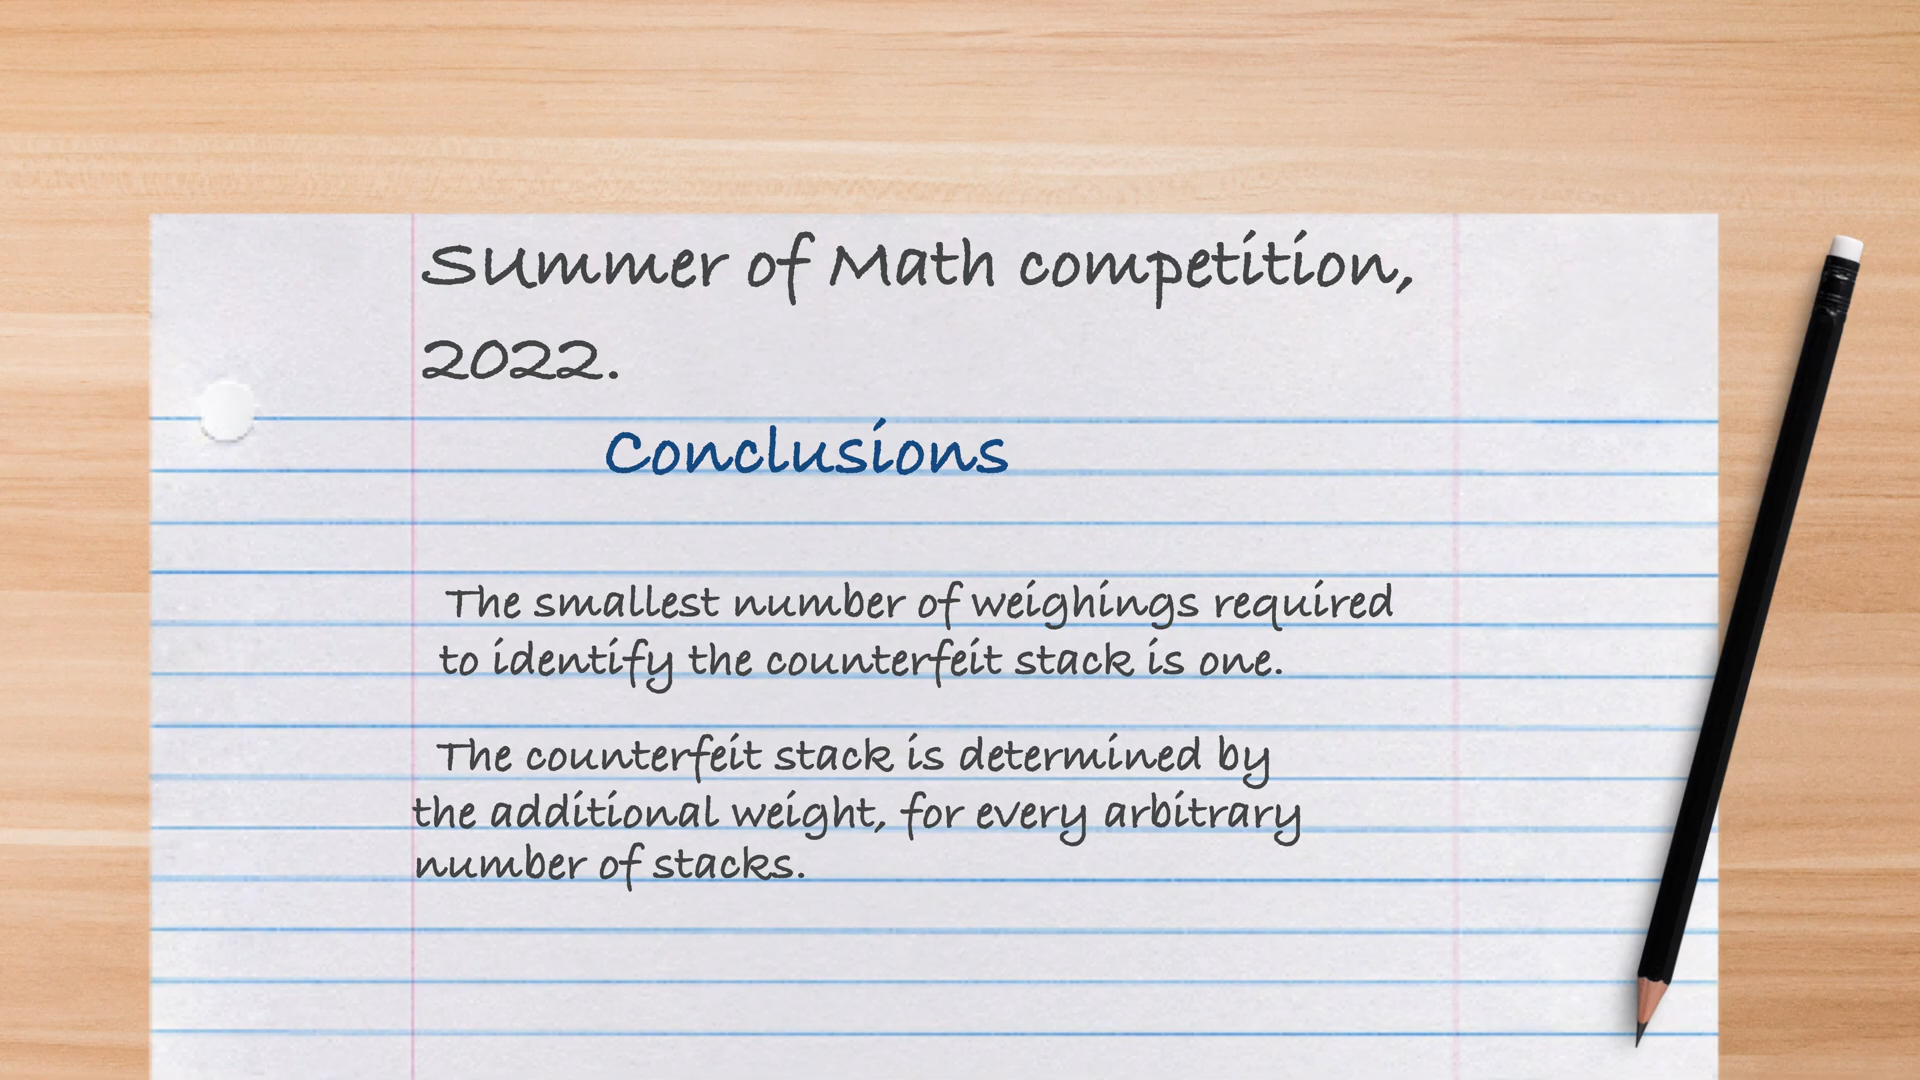 Summer of Math competition,
2022.
Conclusions
The smallest number of weighings required
to identify the counterfeit stack is one.
The counterfeit stack is determined by
the additional weight, for every arbitrary
number of stacks.